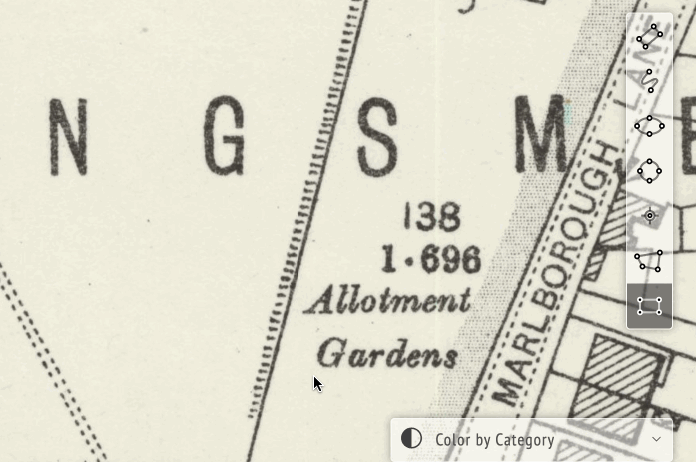 N G S M
MARLBOROUGH LANE
138
1·696
Allotment
Gardens
Color by Category